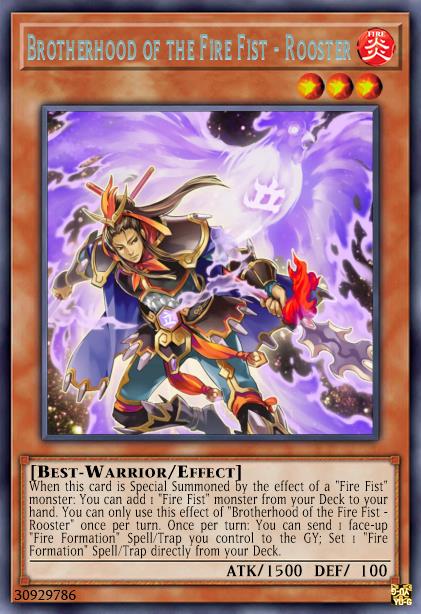 BROTHERHOOD OF THE FIRE FIST - ROOSTER
FIRE
炎
[BEST-WARRIOR/EFFECT]
When this card is Special Summoned by the effect of a "Fire Fist"
monster: You can add 1 "Fire Fist" monster from your Deck to your
hand. You can only use this effect of "Brotherhood of the Fire Fist -
Rooster" once per turn. Once per turn: You can send 1 face-up
"Fire Formation" Spell/Trap you control to the GY; Set 1 "Fire
Formation" Spell/Trap directly from your Deck.
ATK/1500 DEF/ 100
30929786